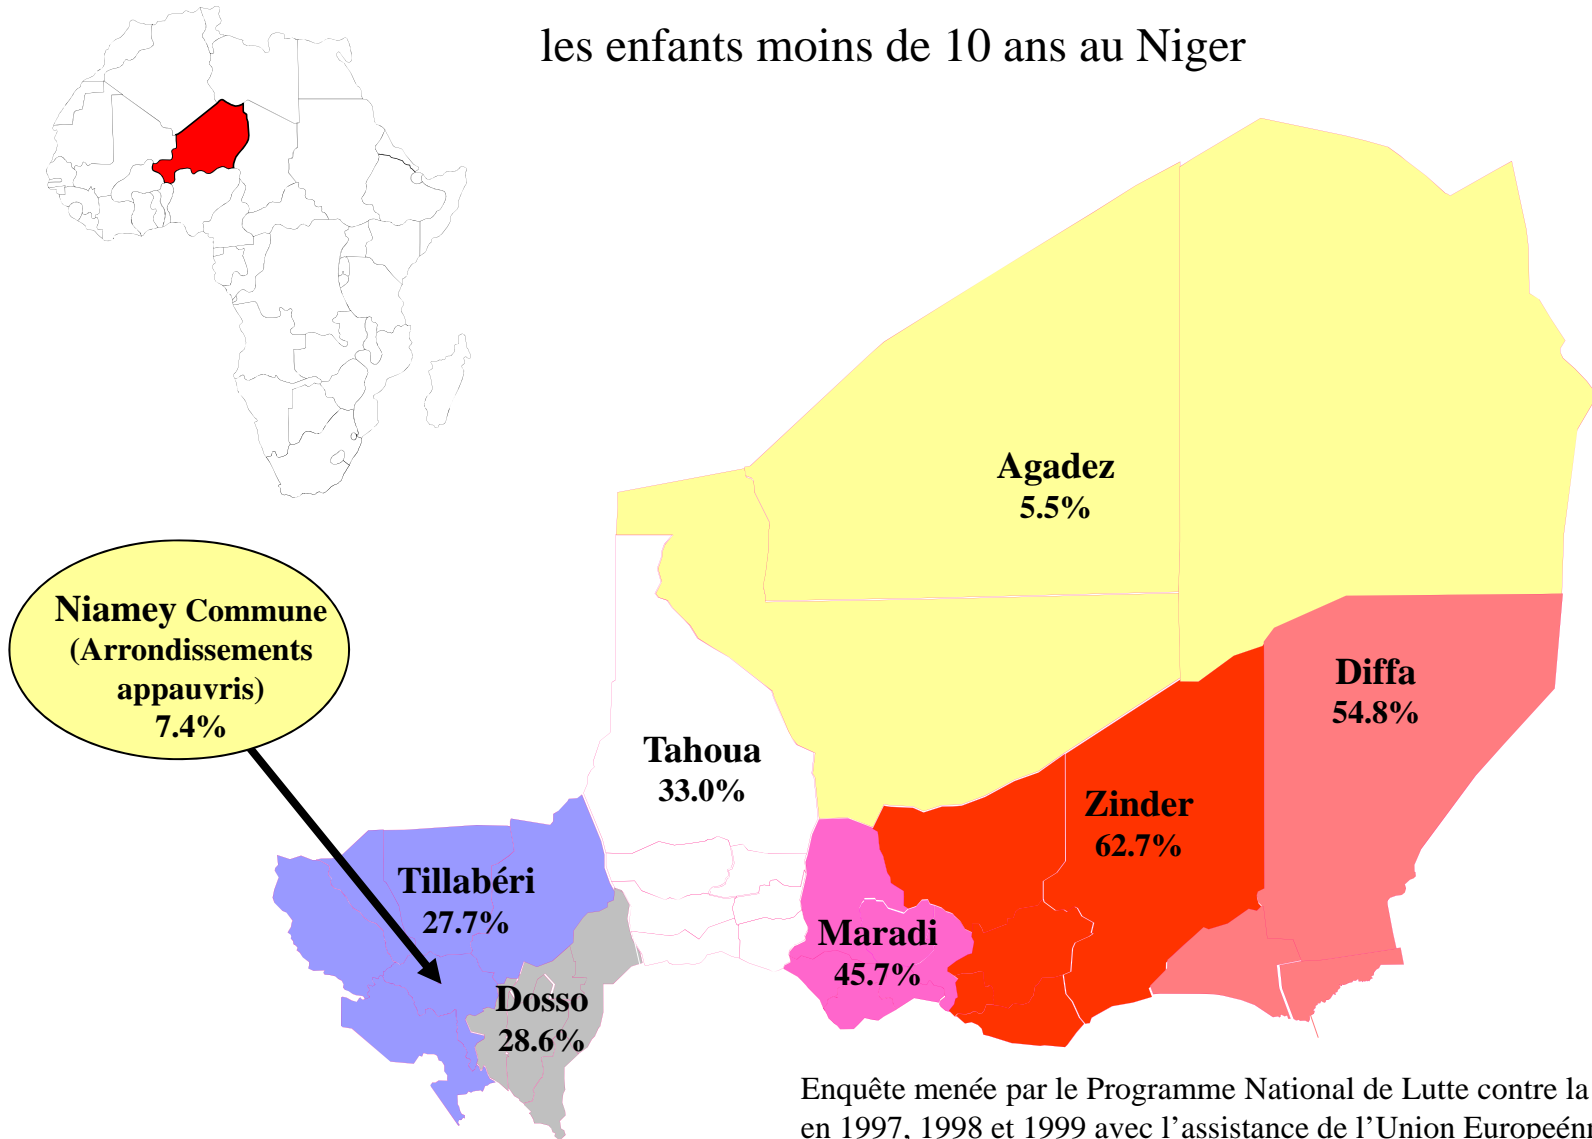 les enfants moins de 10 ans au Niger
Agadez
5.5%
Niamey Commune
(Arrondissements
appauvris)
7.4%
Diffa
54.8%
Tahoua
33.0%
Zinder
62.7%
Tillabéri
27.7%
Maradi
45.7%
Dosso
28.6%
Enquête menée par le Programme National de Lutte contre la
en 1997, 1998 et 1999 avec l’assistance de l’Union